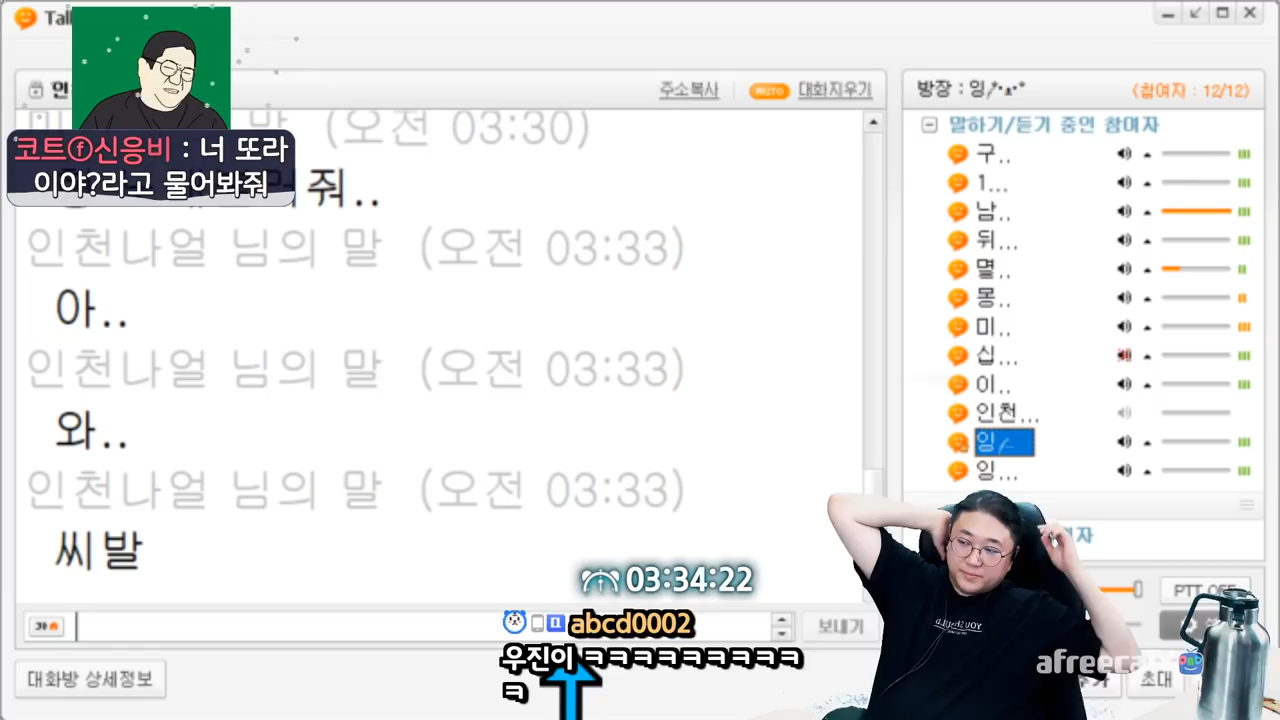 코트ⓕ신응비 : 너 또라
이야?라고 물어봐줘
주소복사
AUTO 대화지우기
말 (오전 03:30)
줘..
인천나얼 님의 말 (오전 03:33)
아..
인천나얼 님의 말 (오전 03:33)
와..
인천나얼 님의 말 (오전 03:33)
씨발
03:34:22
가
abcd0002
우진이 ㅋㅋㅋㅋㅋㅋㅋㅋㅋ
ㅋ
보내기
대화방 상세정보
방장 : 잉
(참여자 : 12/12)
말하기/듣기 중인 참여자
구..
1...
남..
뒤...
멸..
몽..
미..
십...
이..
인천...
잉
잉...
PTT OFF
초대